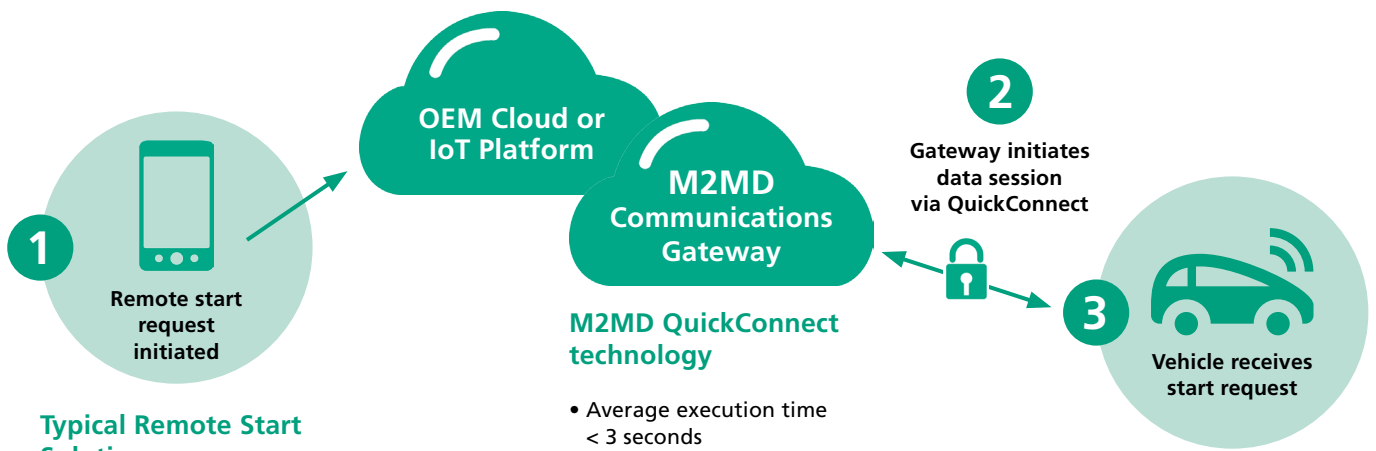 1
Remote start
request
initiated
Typical Remote Start
OEM Cloud or
IoT Platform
M2MD
Communications
Gateway
M2MD QuickConnect
technology
• Average execution time
< 3 seconds
2
Gateway initiates
data session
via QuickConnect
3
Vehicle receives
start request